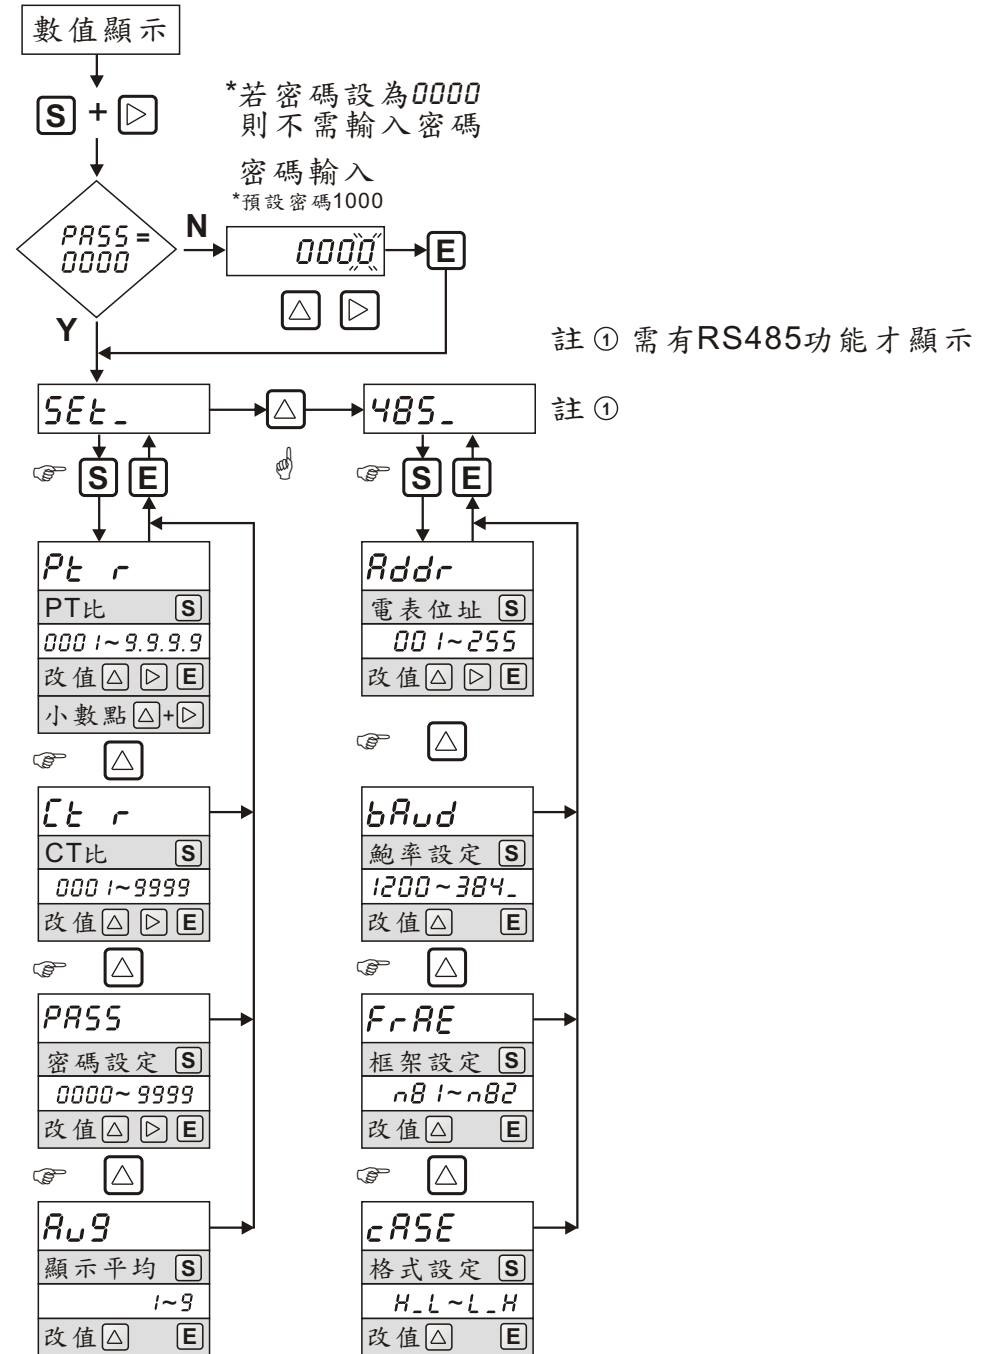 數值顯示
S + ▷
*若密碼設為0000
則不需輸入密碼
密碼輸入
*預設密碼1000
PASS=
0000
N
0000
E
△ ▷
Y
註 ① 需有RS485功能才顯示
SEt_
△
485_
註 ①
S E
S E
Pt r
PT比 S
0001~9.9.9.9
改值 △ ▷ E
小數點 △+▷
△
Ct r
CT比 S
0001~9999
改值 △ ▷ E
△
PASS
密碼設定 S
0000~9999
改值 △ ▷ E
△
Aug
顯示平均 S
1~9
改值 △ E
Addr
電表位址 S
001~255
改值 △ ▷ E
△
bAud
鮑率設定 S
1200~384_
改值 △ E
△
FrAE
框架設定 S
n81~n82
改值 △ E
△
cASE
格式設定 S
H_L~L_H
改值 △ E